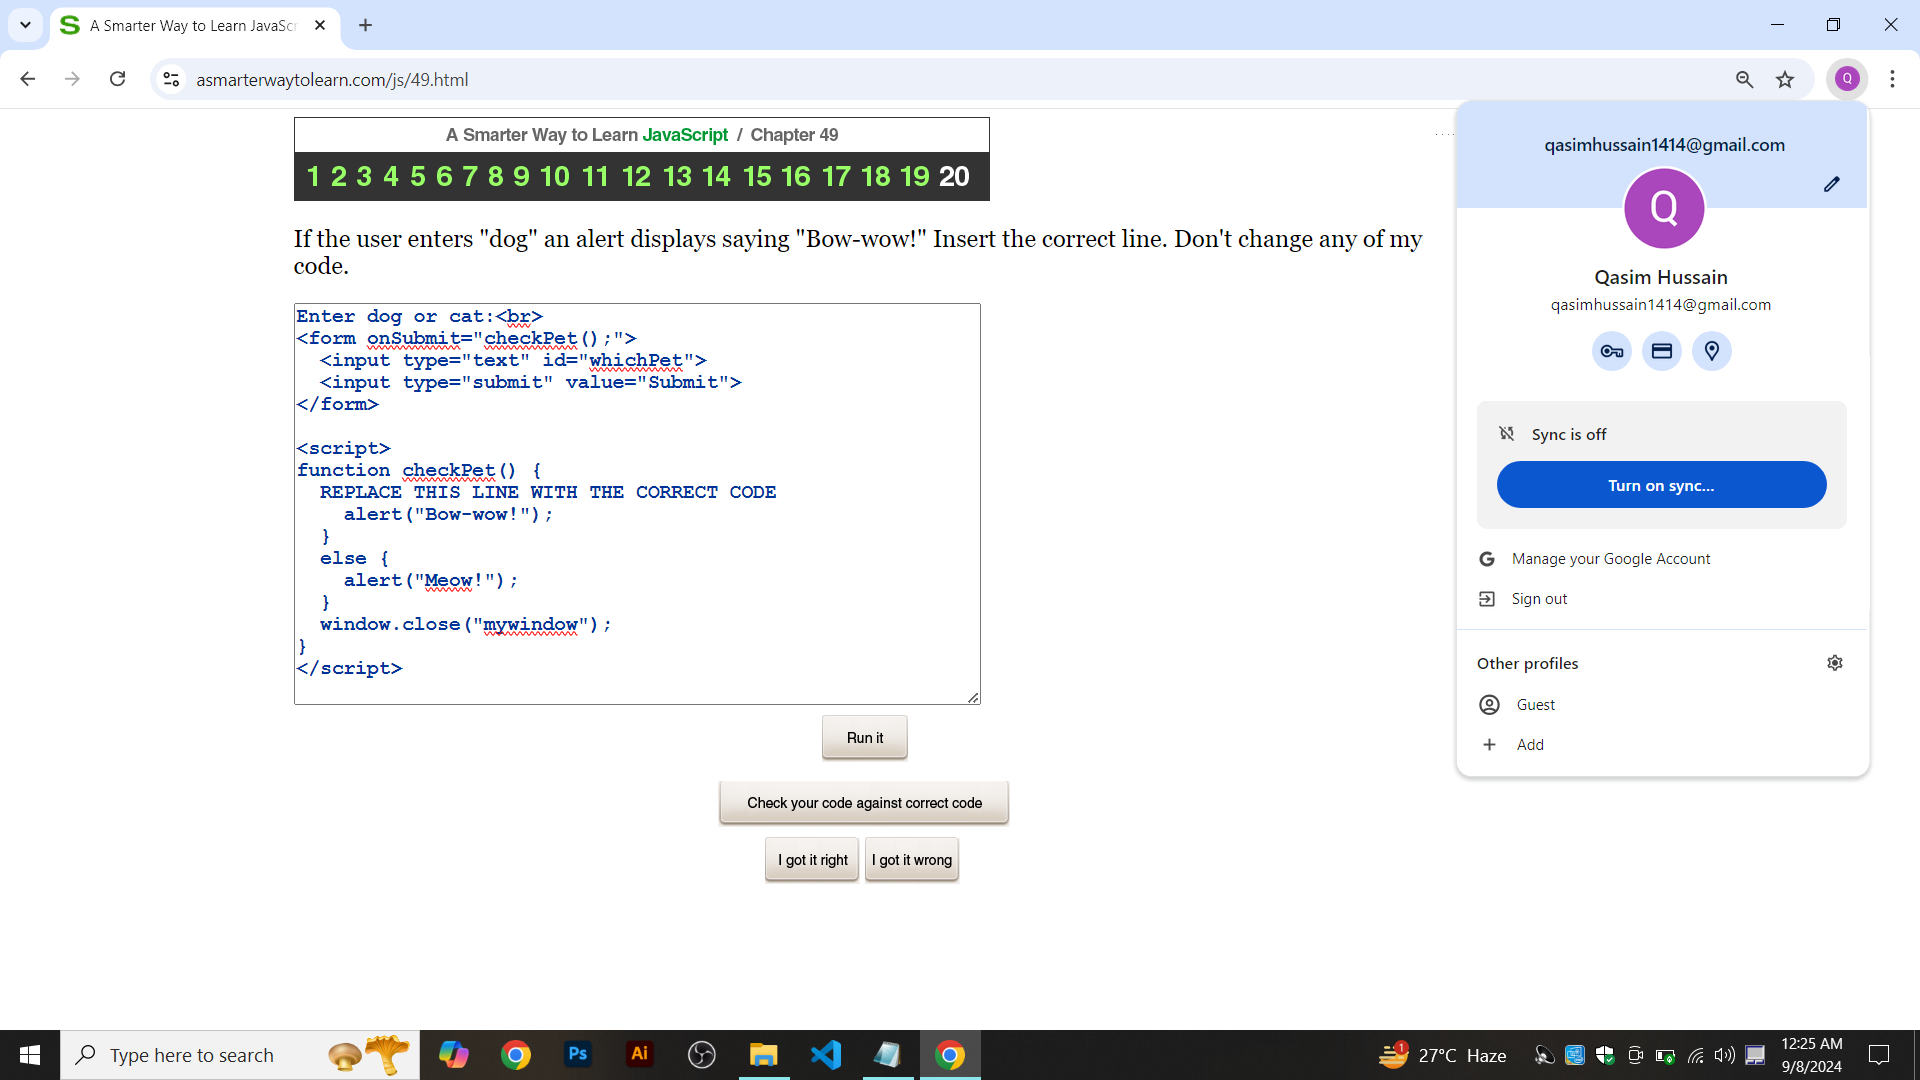 A Smarter Way to Learn JavaScr
asmarterwaytolearn.com/js/49.html
Q
A Smarter Way to Learn JavaScript / Chapter 49
1 2 3 4 5 6 7 8 9 10 11 12 13 14 15 16 17 18 19 20
If the user enters "dog" an alert displays saying "Bow-wow!" Insert the correct line. Don't change any of my
code.
Enter dog or cat:<br>
<form onSubmit="checkPet();">
<input type="text" id="whichPet">
<input type="submit" value="Submit">
</form>
<script>
function checkPet() {
REPLACE THIS LINE WITH THE CORRECT CODE
alert("Bow-wow!");
}
else {
alert("Meow!");
}
window.close("mywindow");
}
</script>
Run it
Check your code against correct code
I got it right
I got it wrong
qasimhussain1414@gmail.com
Q
Qasim Hussain
qasimhussain1414@gmail.com
Sync is off
Turn on sync...
Manage your Google Account
Sign out
Other profiles
Guest
Add
Type here to search
Ps
Ai
1
27°C Haze
12:25 AM
9/8/2024